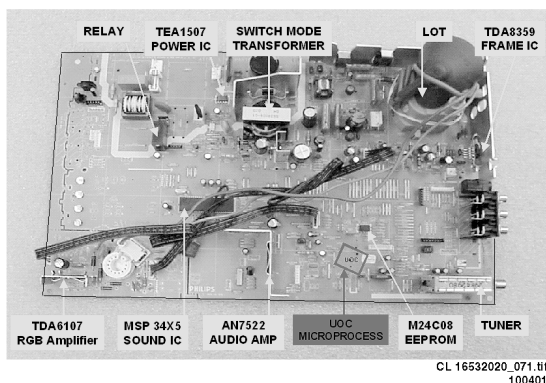 RELAY
TEA1507
POWER IC
SWITCH MODE
TRANSFORMER
LOT
TDA8359
FRAME IC
UOC
PHILIPS
TDA6107
RGB Amplifier
MSP 34X5
SOUND IC
AN7522
AUDIO AMP
UOC
MICROPROCESS
M24C08
EEPROM
TUNER
CL 16532020_071.tif
100401